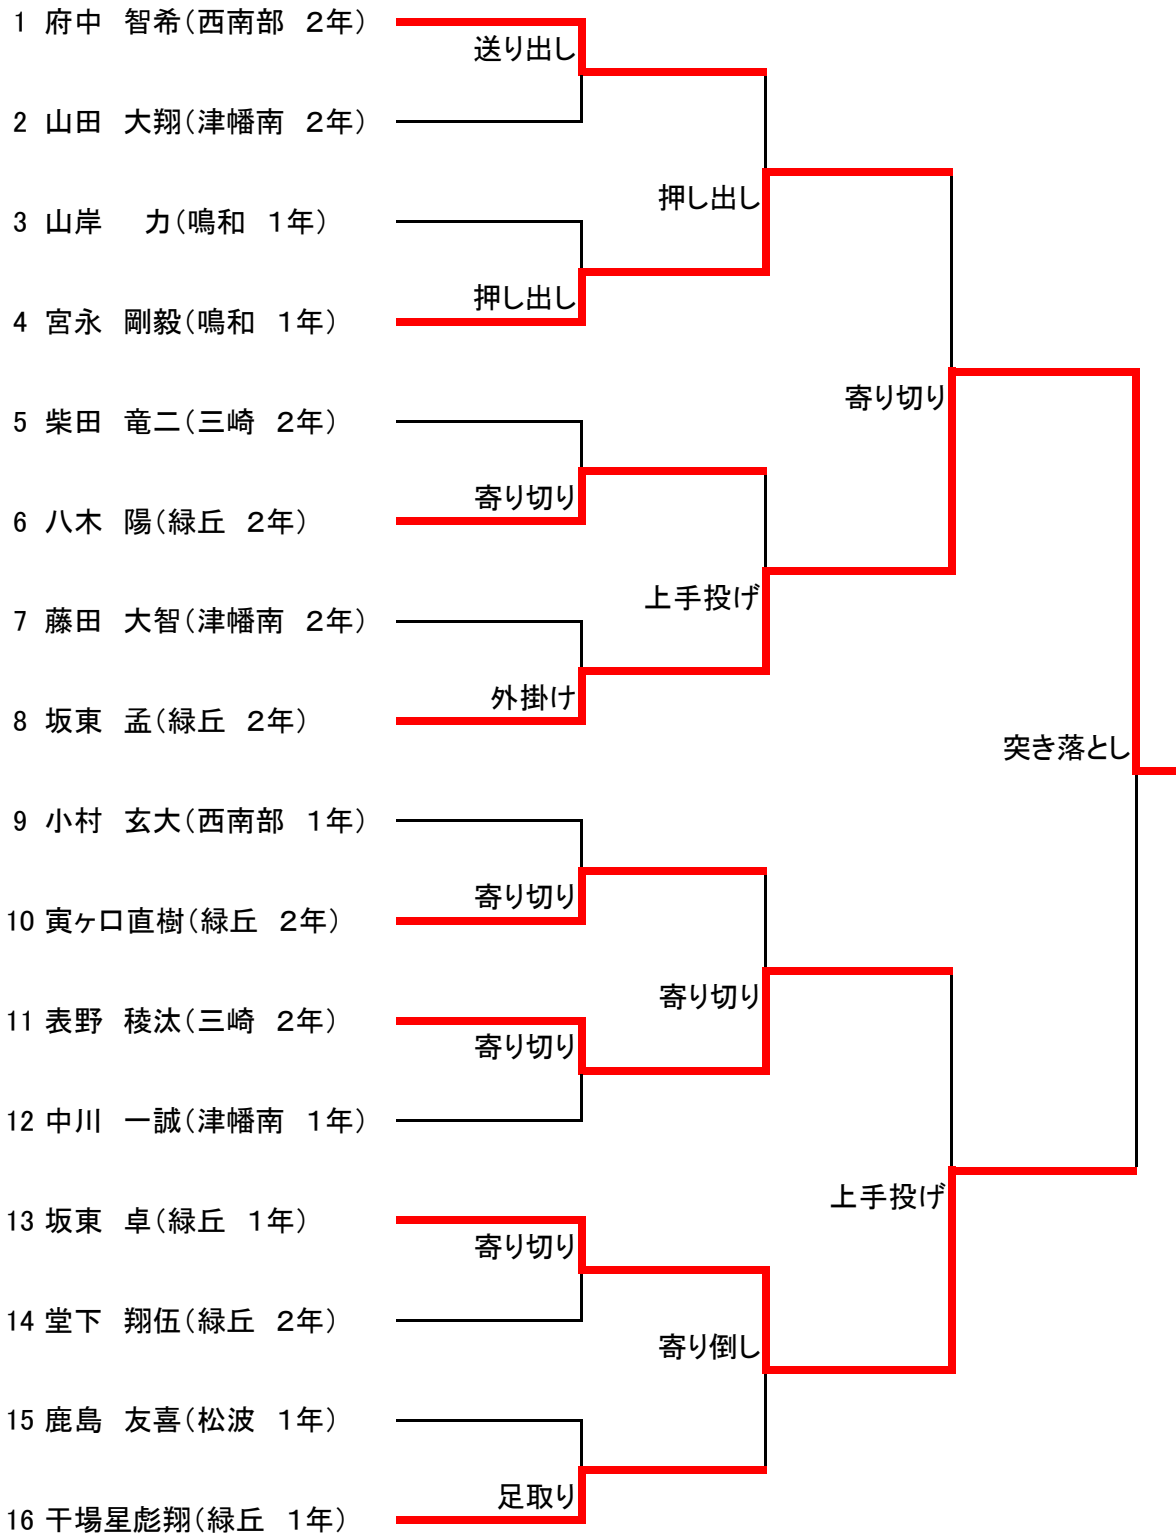 1 府中　智希（西南部　２年）
送り出し
2 山田　大翔（津幡南　２年）
押し出し
3 山岸　力（鳴和　１年）
押し出し
4 宮永　剛毅（鳴和　１年）
寄り切り
5 柴田　竜二（三崎　２年）
寄り切り
6 八木　陽（緑丘　２年）
上手投げ
7 藤田　大智（津幡南　２年）
外掛け
8 坂東　孟（緑丘　２年）
突き落とし
9 小村　玄大（西南部　１年）
寄り切り
10 寅ヶ口直樹（緑丘　２年）
寄り切り
11 表野　稜汰（三崎　２年）
寄り切り
12 中川　一誠（津幡南　１年）
上手投げ
13 坂東　卓（緑丘　１年）
寄り切り
14 堂下　翔伍（緑丘　２年）
寄り倒し
15 鹿島　友喜（松波　１年）
足取り
16 干場星彪翔（緑丘　１年）